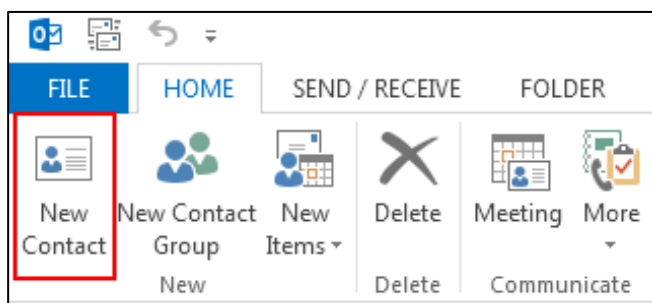 FILE HOME SEND / RECEIVE FOLDER
New Contact
New Contact Group
New Items
Delete
Meeting
More
New Delete Communicate